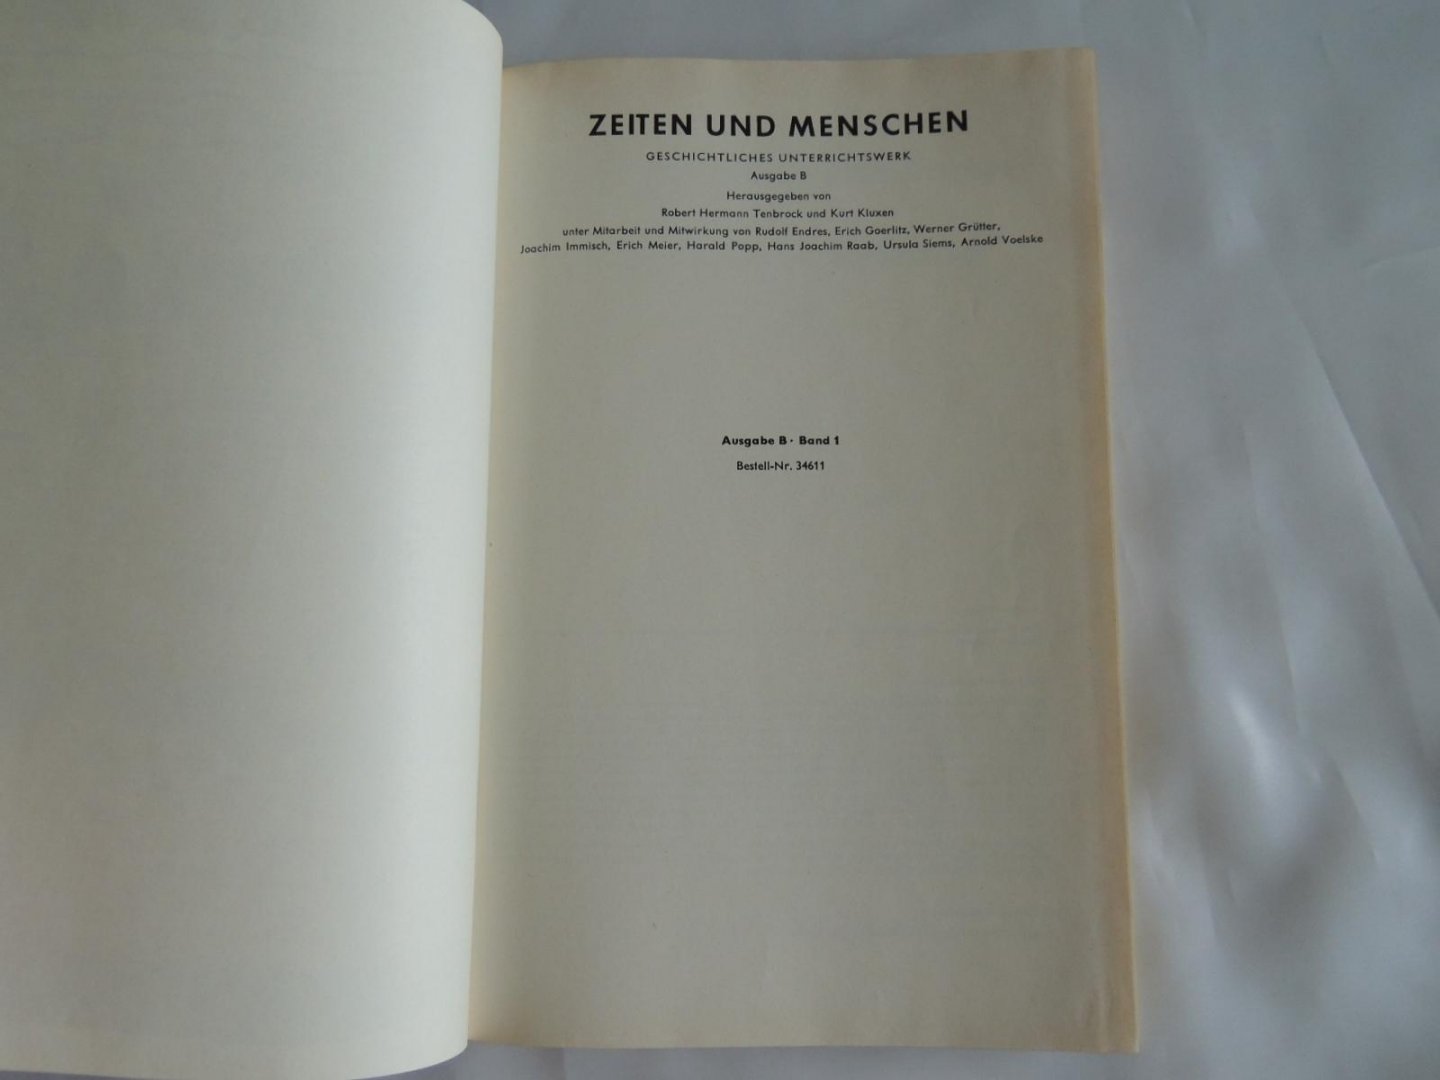 ZEITEN UND MENSCHEN
GESCHICHTLICHES UNTERRICHTSWERK
Ausgabe B
Herausgegeben von
Robert Hermann Tenbrock und Kurt Kluxen
unter Mitarbeit und Mitwirkung von Rudolf Endres, Erich Goerlitz, Werner Grütter,
Joachim Immisch, Erich Meier, Harald Popp, Hans Joachim Raab, Ursula Siems, Arnold Voelske
Ausgabe B · Band 1
Bestell-Nr. 34611